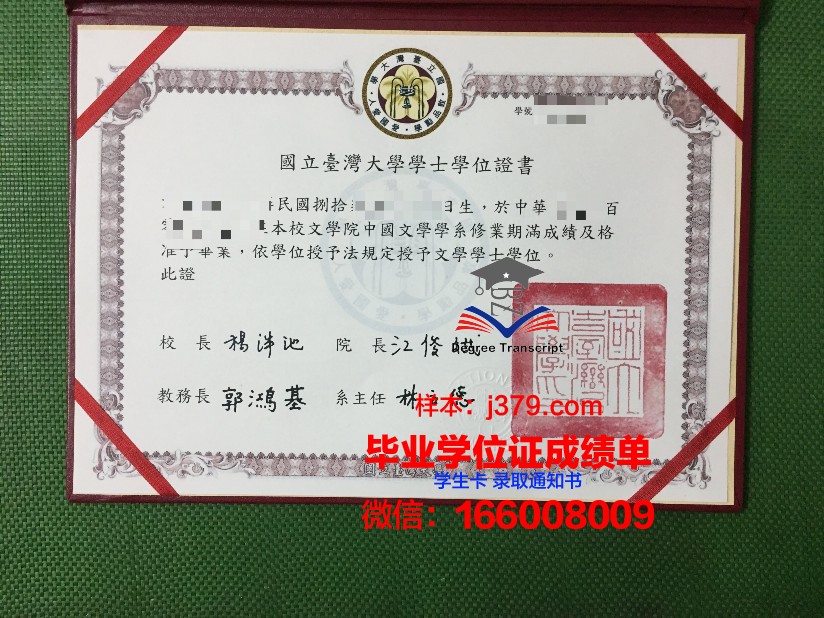 學號
國立臺灣大學學士學位證書
民國捌拾 日生，於中華 百
本校文學院中國文學學系修業期滿成績及格
准予畢業，依學位授予法規定授予文學學士學位。
此證
校 長 楊泮池 院 長 江俊
教務長 郭鴻基 系主任 林
BZ
Degree Transcript
样本：j379.com
毕业学位证成绩单
学生卡 录取通知书
微信：166008009